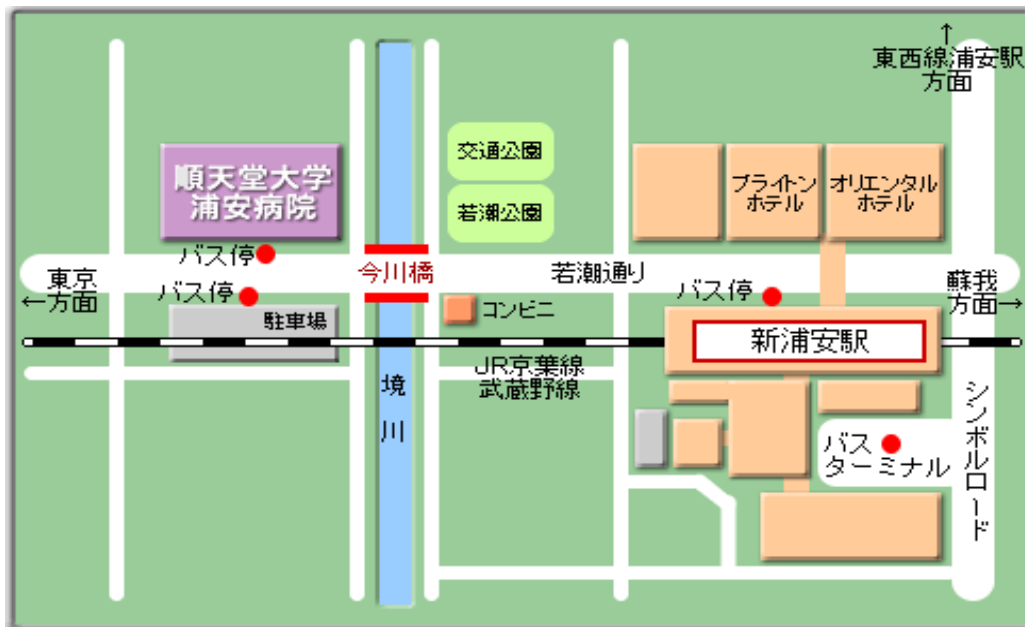 ↑
東西線浦安駅
方面
交通公園
順天堂大学
浦安病院
ブライトン
ホテル
オリエンタル
ホテル
若潮公園
バス停
東京
←方面
今川橋
若潮通り
蘇我
方面→
バス停
バス停
コンビニ
駐車場
新浦安駅
JR京葉線
武蔵野線
境川
シンボルロード
バス
ターミナル